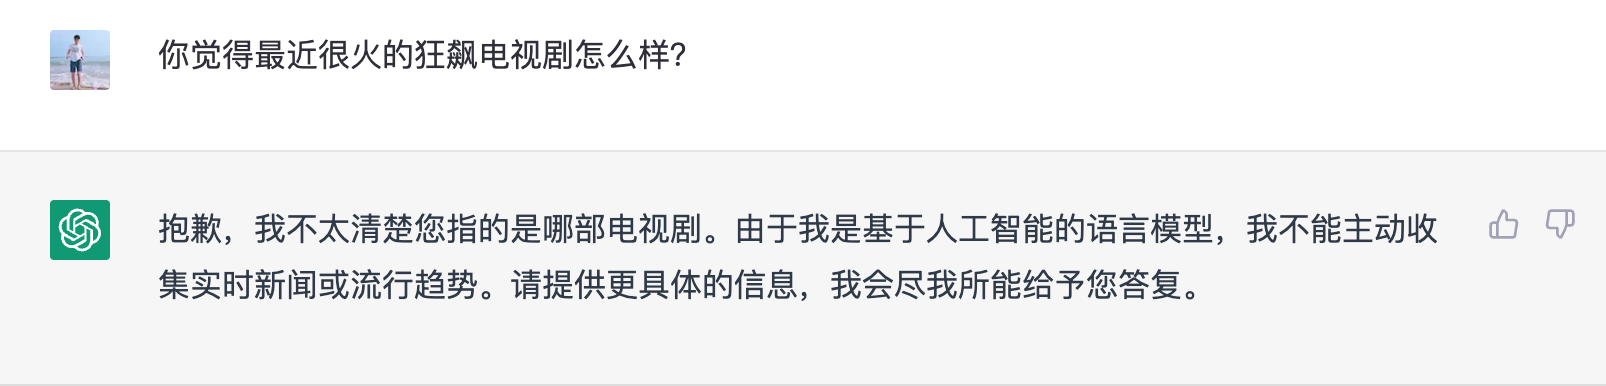 你觉得最近很火的狂飙电视剧怎么样？
抱歉，我不太清楚您指的是哪部电视剧。由于我是基于人工智能的语言模型，我不能主动收
集实时新闻或流行趋势。请提供更具体的信息，我会尽我所能给予您答复。